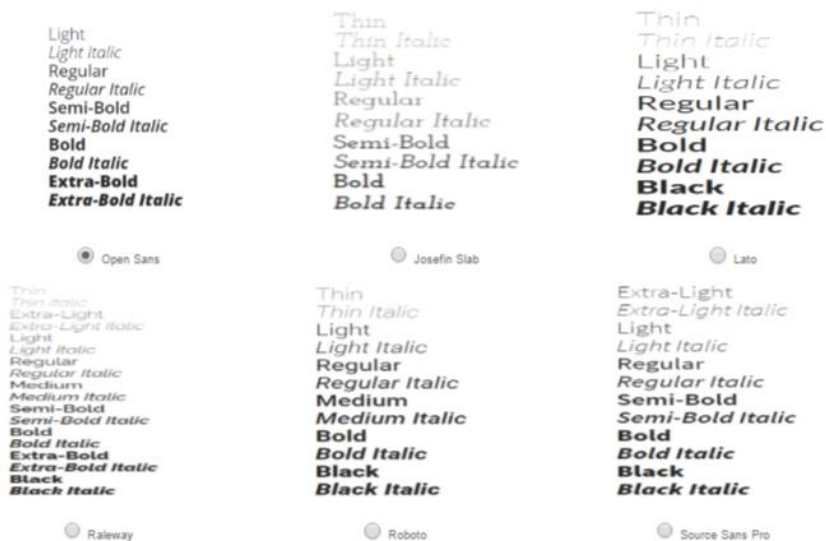 Light
Light Italic
Regular
Regular Italic
Semi-Bold
Semi-Bold Italic
Bold
Bold Italic
Extra-Bold
Extra-Bold Italic
Open Sans
Thin
Thin Italic
Light
Light Italic
Regular
Regular Italic
Semi-Bold
Semi-Bold Italic
Bold
Bold Italic
Josefin Slab
Thin
Thin Italic
Light
Light Italic
Regular
Regular Italic
Bold
Bold Italic
Black
Black Italic
Lato
Thin
Thin Italic
Extra-Light
Extra-Light Italic
Light
Light Italic
Regular
Regular Italic
Medium
Medium Italic
Semi-Bold
Semi-Bold Italic
Bold
Bold Italic
Extra-Bold
Extra-Bold Italic
Black
Black Italic
Raleway
Thin
Thin Italic
Light
Light Italic
Regular
Regular Italic
Medium
Medium Italic
Bold
Bold Italic
Black
Black Italic
Roboto
Extra-Light
Extra-Light Italic
Light
Light Italic
Regular
Regular Italic
Semi-Bold
Semi-Bold Italic
Bold
Bold Italic
Black
Black Italic
Source Sans Pro